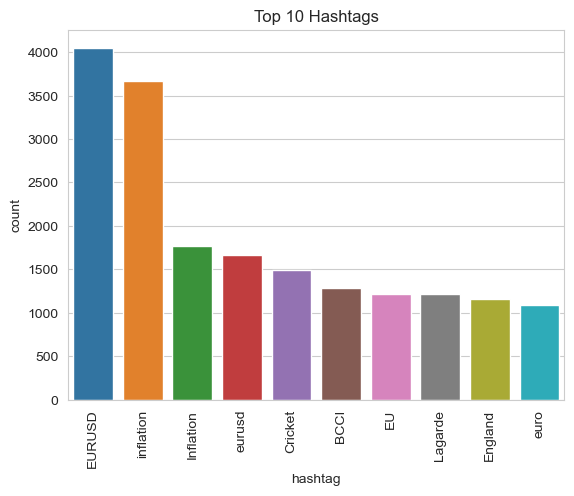 Top 10 Hashtags
count
4000
3500
3000
2500
2000
1500
1000
500
0
EURUSD
inflation
Inflation
eurusd
Cricket
BCCI
EU
Lagarde
England
euro
hashtag